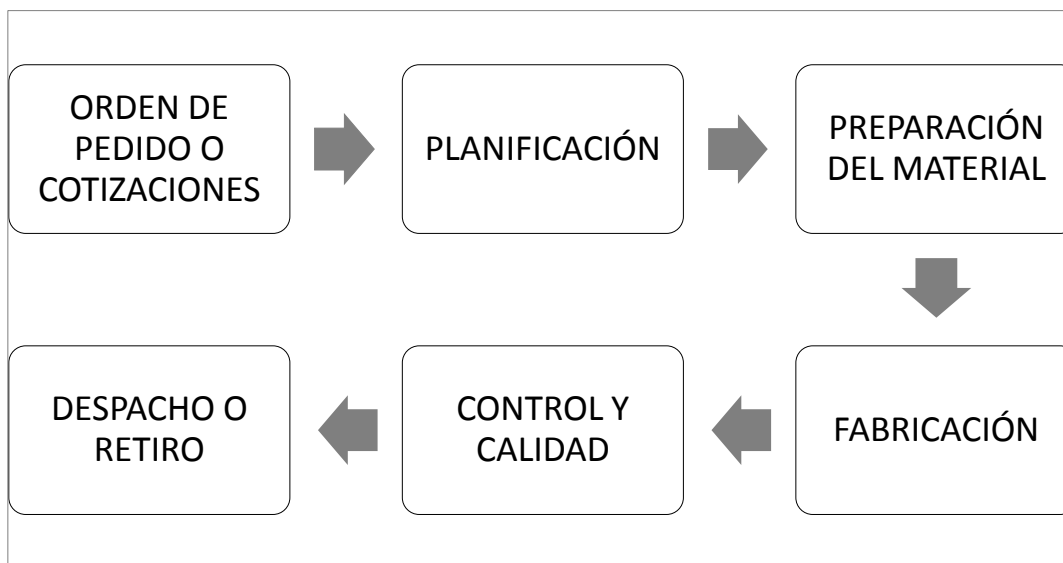 ORDEN DE
PEDIDO O
COTIZACIONES
PLANIFICACIÓN
PREPARACIÓN
DEL MATERIAL
FABRICACIÓN
CONTROL Y
CALIDAD
DESPACHO O
RETIRO